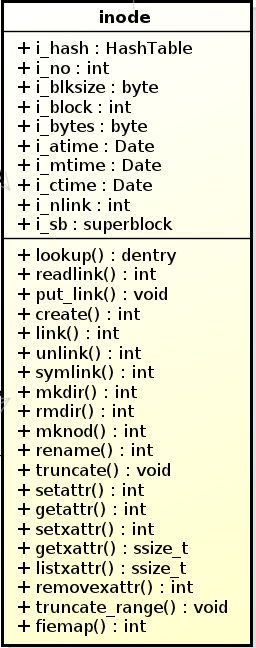 inode
+ i_hash : HashTable
+ i_no : int
+ i_blksize : byte
+ i_block : int
+ i_bytes : byte
+ i_atime : Date
+ i_mtime : Date
+ i_ctime : Date
+ i_nlink : int
+ i_sb : superblock
+ lookup() : dentry
+ readlink() : int
+ put_link() : void
+ create() : int
+ link() : int
+ unlink() : int
+ symlink() : int
+ mkdir() : int
+ rmdir() : int
+ mknod() : int
+ rename() : int
+ truncate() : void
+ setattr() : int
+ getattr() : int
+ setxattr() : int
+ getxattr() : ssize_t
+ listxattr() : ssize_t
+ removexattr() : int
+ truncate_range() : void
+ fiemap() : int